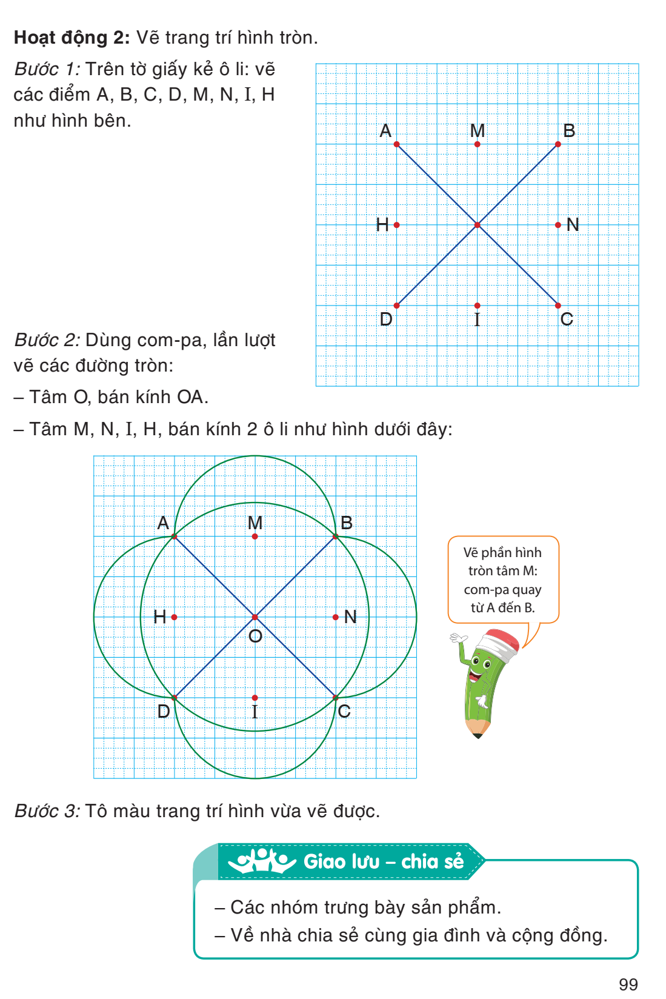 Hoạt động 2: Vẽ trang trí hình tròn.
Bước 1: Trên tờ giấy kẻ ô li: vẽ
các điểm A, B, C, D, M, N, I, H
như hình bên.
A M B
H N
D I C
Bước 2: Dùng com-pa, lần lượt
vẽ các đường tròn:
– Tâm O, bán kính OA.
– Tâm M, N, I, H, bán kính 2 ô li như hình dưới đây:
A M B
H N
O
D I C
Vẽ phần hình
tròn tâm M:
com-pa quay
từ A đến B.
Bước 3: Tô màu trang trí hình vừa vẽ được.
Giao lưu – chia sẻ
– Các nhóm trưng bày sản phẩm.
– Về nhà chia sẻ cùng gia đình và cộng đồng.
99